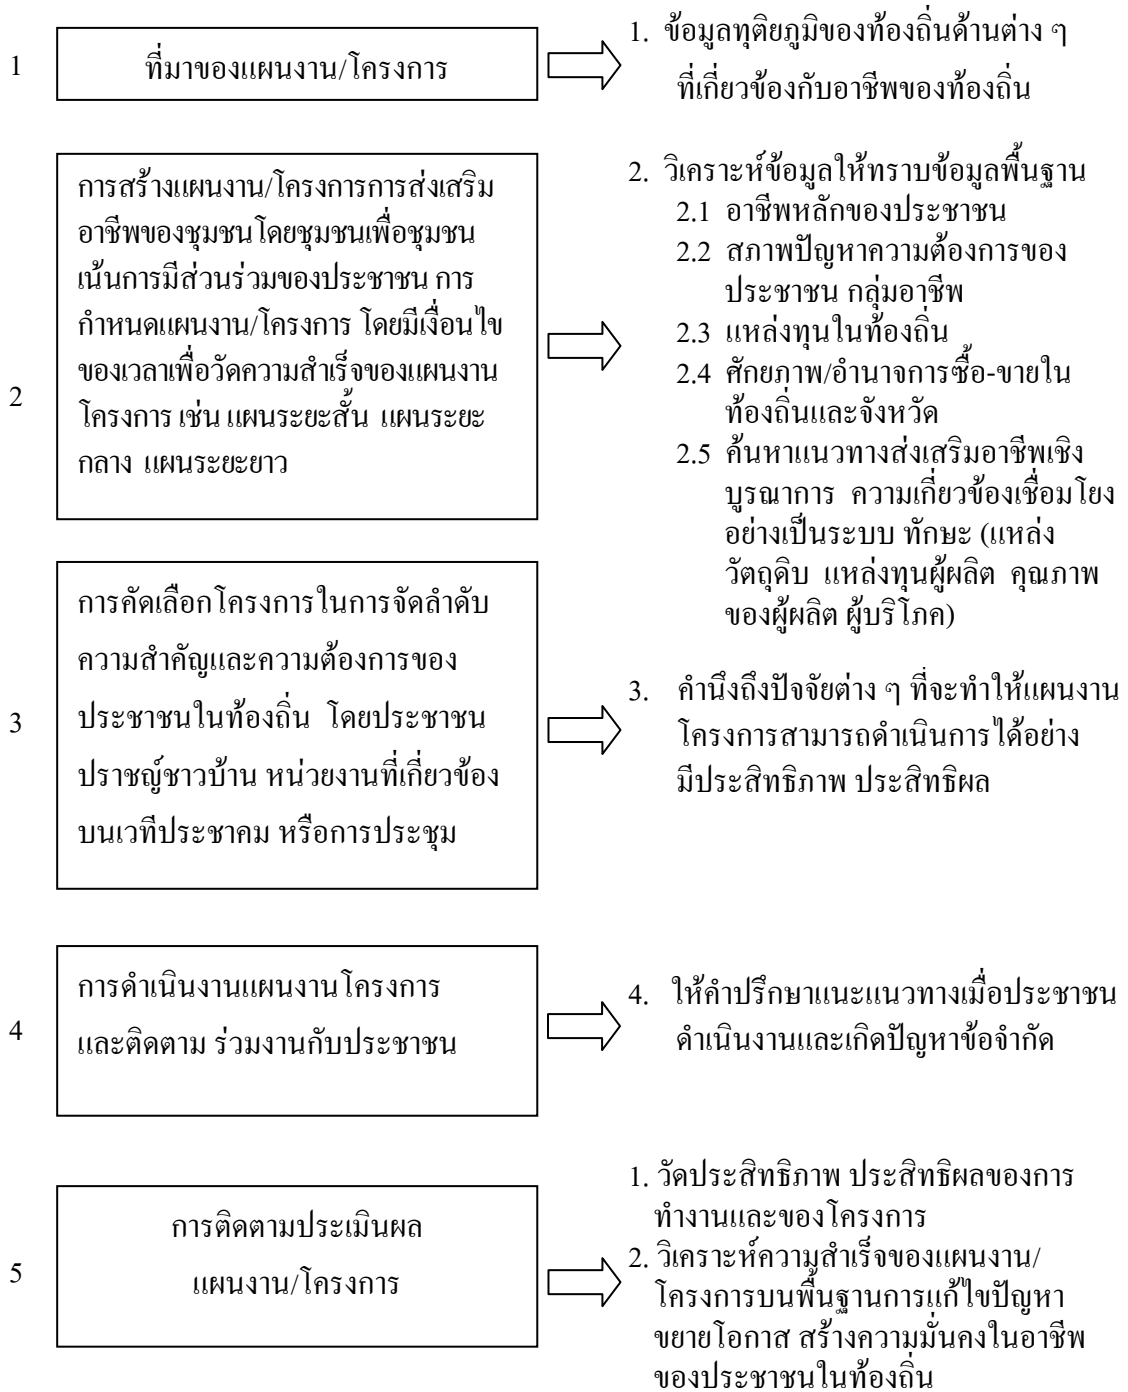 1
ที่มาของแผนงาน/โครงการ
1. ข้อมูลทุติยภูมิของท้องถิ่นด้านต่าง ๆ
ที่เกี่ยวข้องกับอาชีพของท้องถิ่น
2
การสร้างแผนงาน/โครงการการส่งเสริม
อาชีพของชุมชนโดยชุมชนเพื่อชุมชน
เน้นการมีส่วนร่วมของประชาชน การ
กำหนดแผนงาน/โครงการ โดยมีเงื่อนไข
ของเวลาเพื่อวัดความสำเร็จของแผนงาน
โครงการ เช่น แผนระยะสั้น แผนระยะ
กลาง แผนระยะยาว
2. วิเคราะห์ข้อมูลให้ทราบข้อมูลพื้นฐาน
2.1 อาชีพหลักของประชาชน
2.2 สภาพปัญหาความต้องการของ
ประชาชน กลุ่มอาชีพ
2.3 แหล่งทุนในท้องถิ่น
2.4 ศักยภาพ/อำนาจการซื้อ-ขายใน
ท้องถิ่นและจังหวัด
2.5 ค้นหาแนวทางส่งเสริมอาชีพเชิง
บูรณาการ ความเกี่ยวข้องเชื่อมโยง
อย่างเป็นระบบ ทักษะ (แหล่ง
วัตถุดิบ แหล่งทุนผู้ผลิต คุณภาพ
ของผู้ผลิต ผู้บริโภค)
3
การคัดเลือกโครงการในการจัดลำดับ
ความสำคัญและความต้องการของ
ประชาชนในท้องถิ่น โดยประชาชน
ปราชญ์ชาวบ้าน หน่วยงานที่เกี่ยวข้อง
บนเวทีประชาคม หรือการประชุม
3. คำนึงถึงปัจจัยต่าง ๆ ที่จะทำให้แผนงาน
โครงการสามารถดำเนินการได้อย่าง
มีประสิทธิภาพ ประสิทธิผล
4
การดำเนินงานแผนงานโครงการ
และติดตาม ร่วมงานกับประชาชน
4. ให้คำปรึกษาแนะแนวทางเมื่อประชาชน
ดำเนินงานและเกิดปัญหาข้อจำกัด
5
การติดตามประเมินผล
แผนงาน/โครงการ
1. วัดประสิทธิภาพ ประสิทธิผลของการ
ทำงานและของโครงการ
2. วิเคราะห์ความสำเร็จของแผนงาน/
โครงการบนพื้นฐานการแก้ไขปัญหา
ขยายโอกาส สร้างความมั่นคงในอาชีพ
ของประชาชนในท้องถิ่น